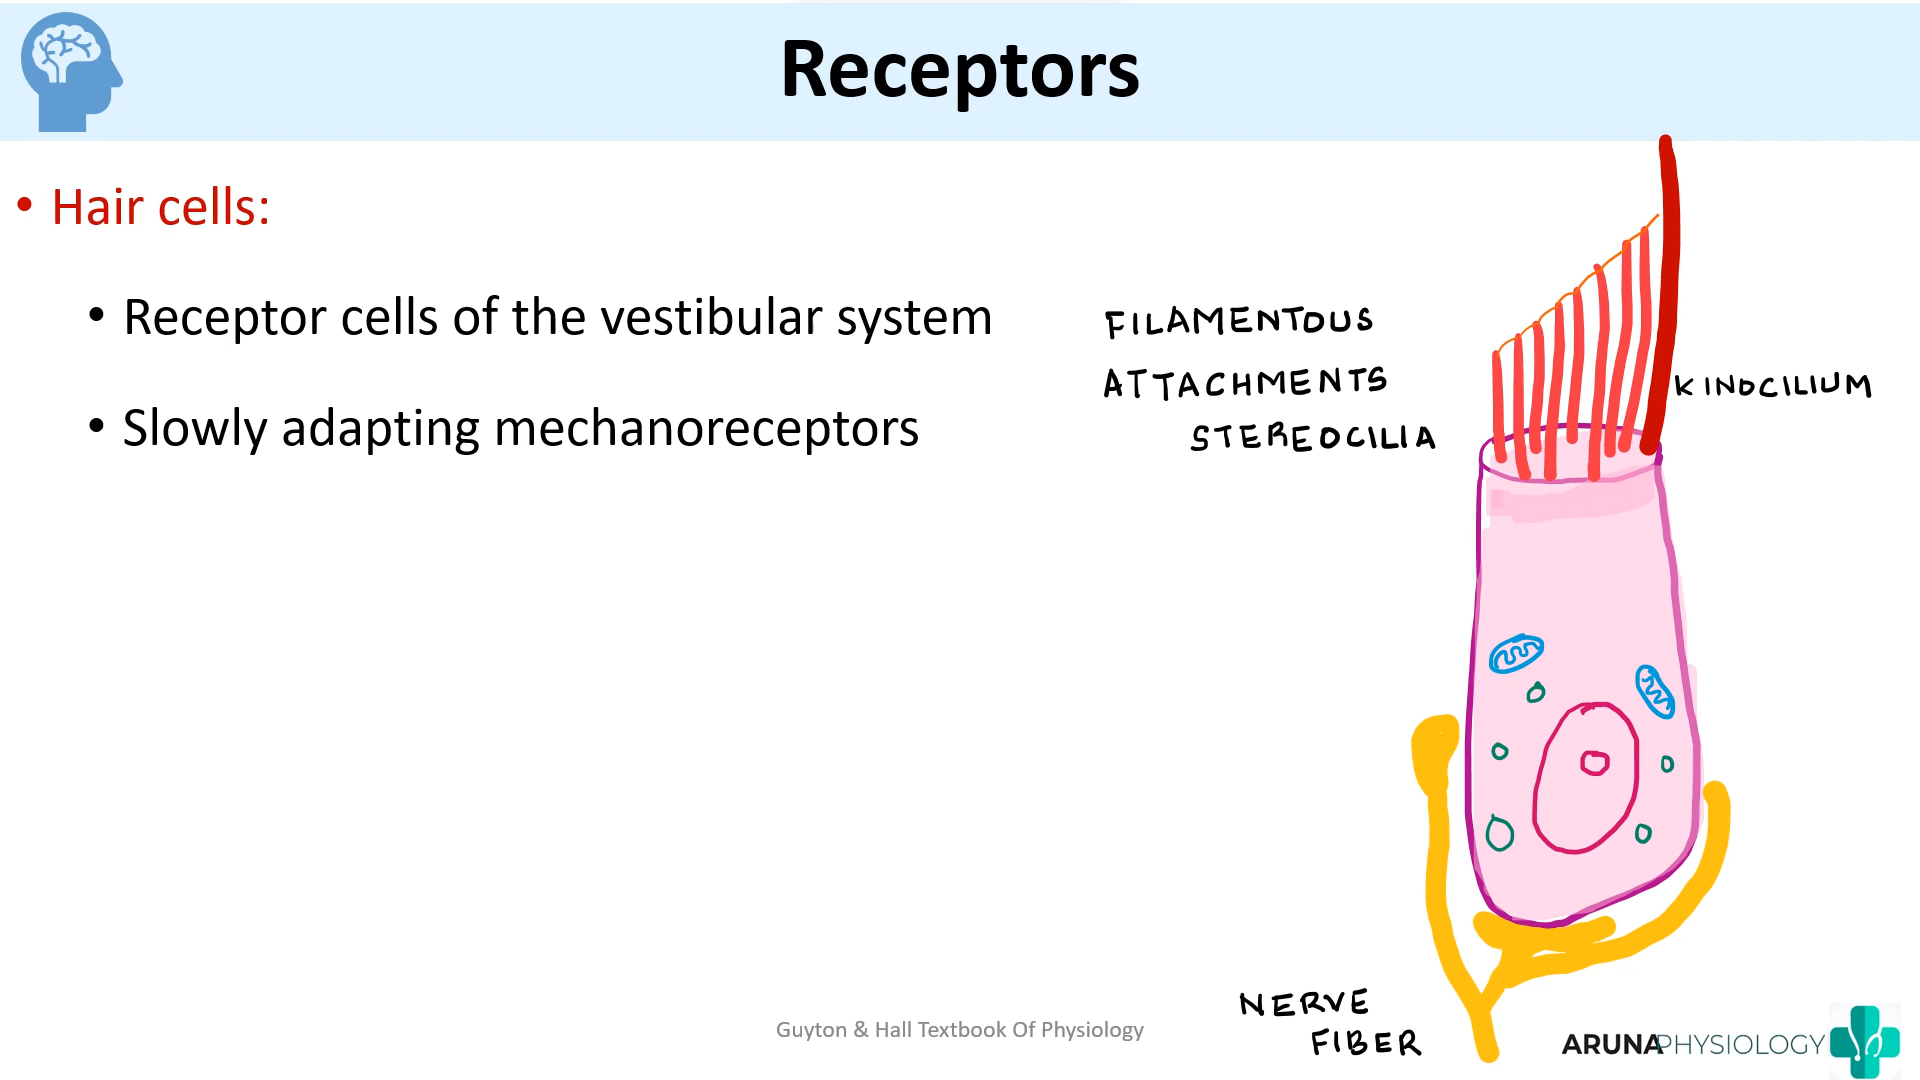 Receptors
• Hair cells:
• Receptor cells of the vestibular system
• Slowly adapting mechanoreceptors
FILAMENTOUS
ATTACHMENTS
STEREOCILIA
KINOCILIUM
NERVE
FIBER
Guyton & Hall Textbook Of Physiology
ARUNAPHYSIOLOGY